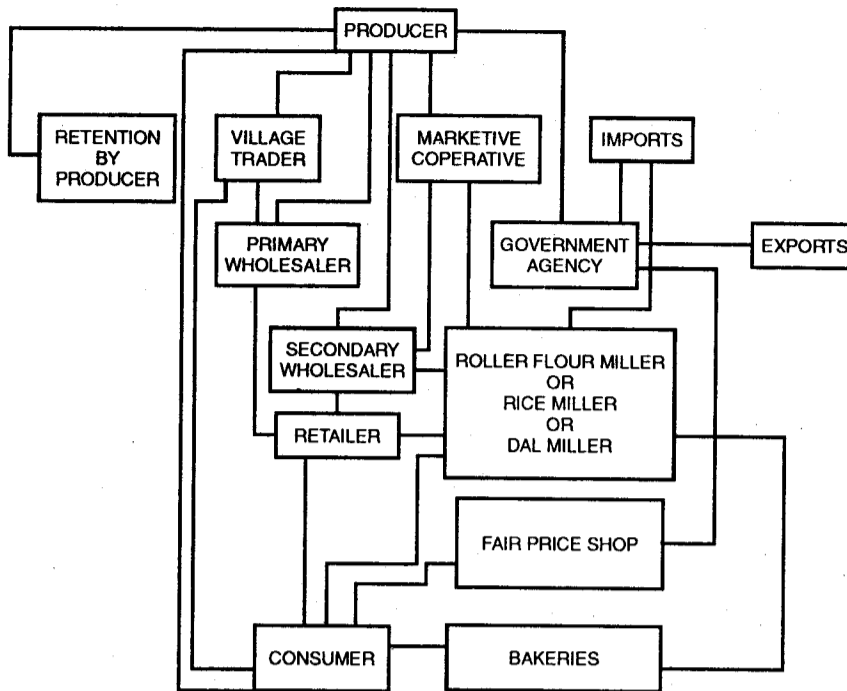 PRODUCER
RETENTION
BY
PRODUCER
VILLAGE
TRADER
MARKETIVE
COPERATIVE
IMPORTS
PRIMARY
WHOLESALER
GOVERNMENT
AGENCY
EXPORTS
SECONDARY
WHOLESALER
ROLLER FLOUR MILLER
OR
RICE MILLER
OR
DAL MILLER
RETAILER
FAIR PRICE SHOP
CONSUMER
BAKERIES